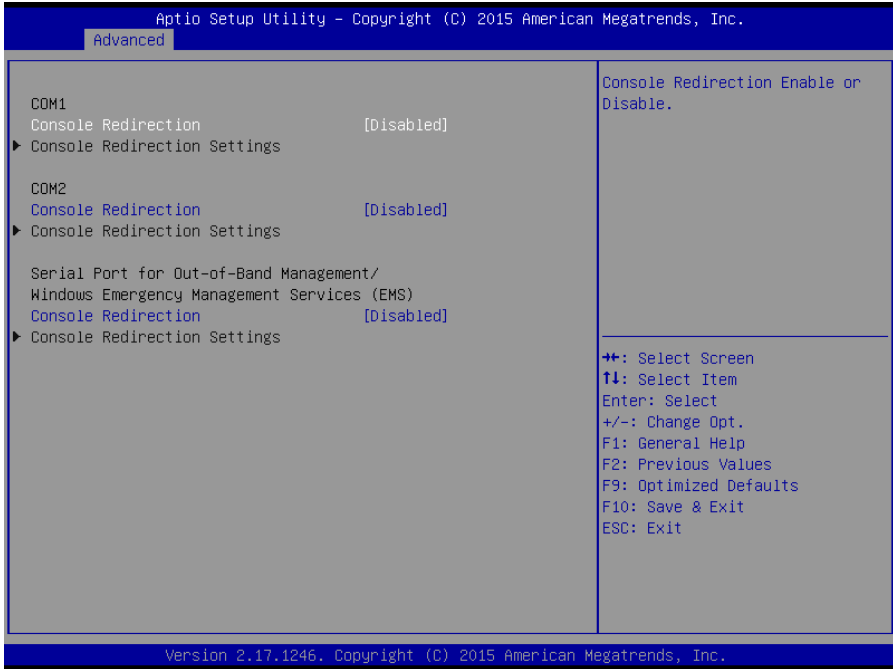 Aptio Setup Utility – Copyright (C) 2015 American Megatrends, Inc.
Advanced
COM1
Console Redirection [Disabled]
▶ Console Redirection Settings
COM2
Console Redirection [Disabled]
▶ Console Redirection Settings
Serial Port for Out-of-Band Management/
Windows Emergency Management Services (EMS)
Console Redirection [Disabled]
▶ Console Redirection Settings
Console Redirection Enable or
Disable.
→←: Select Screen
↑↓: Select Item
Enter: Select
+/-: Change Opt.
F1: General Help
F2: Previous Values
F9: Optimized Defaults
F10: Save & Exit
ESC: Exit
Version 2.17.1246. Copyright (C) 2015 American Megatrends, Inc.